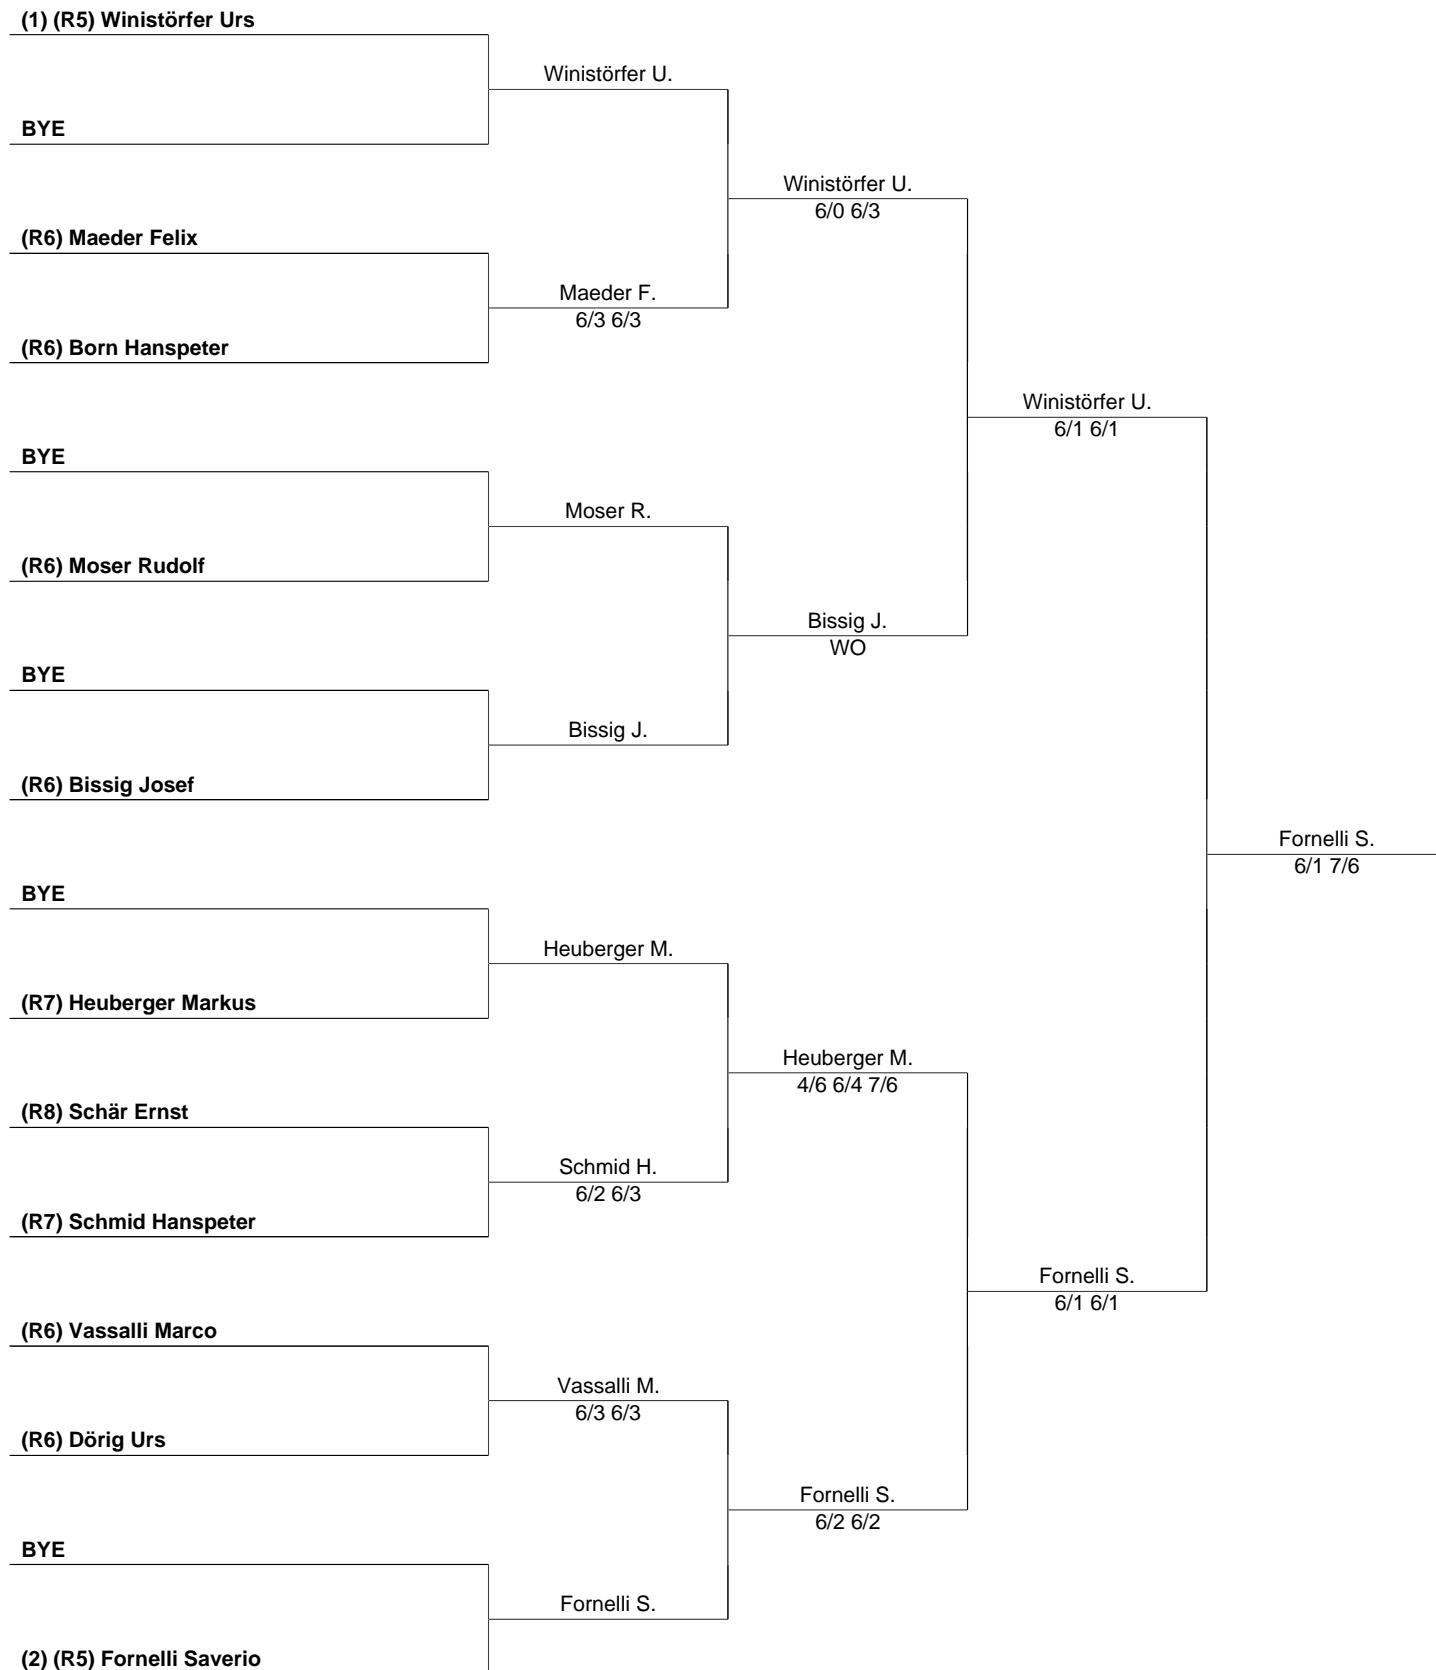 (1) (R5) Winistörfer Urs
Winistörfer U.
BYE
Winistörfer U.
6/0 6/3
(R6) Maeder Felix
Maeder F.
6/3 6/3
(R6) Born Hanspeter
Winistörfer U.
6/1 6/1
BYE
Moser R.
(R6) Moser Rudolf
Bissig J.
WO
BYE
Bissig J.
(R6) Bissig Josef
Fornelli S.
6/1 7/6
BYE
Heuberger M.
(R7) Heuberger Markus
Heuberger M.
4/6 6/4 7/6
(R8) Schär Ernst
Schmid H.
6/2 6/3
(R7) Schmid Hanspeter
Fornelli S.
6/1 6/1
(R6) Vassalli Marco
Vassalli M.
6/3 6/3
(R6) Dörig Urs
Fornelli S.
6/2 6/2
BYE
Fornelli S.
(2) (R5) Fornelli Saverio